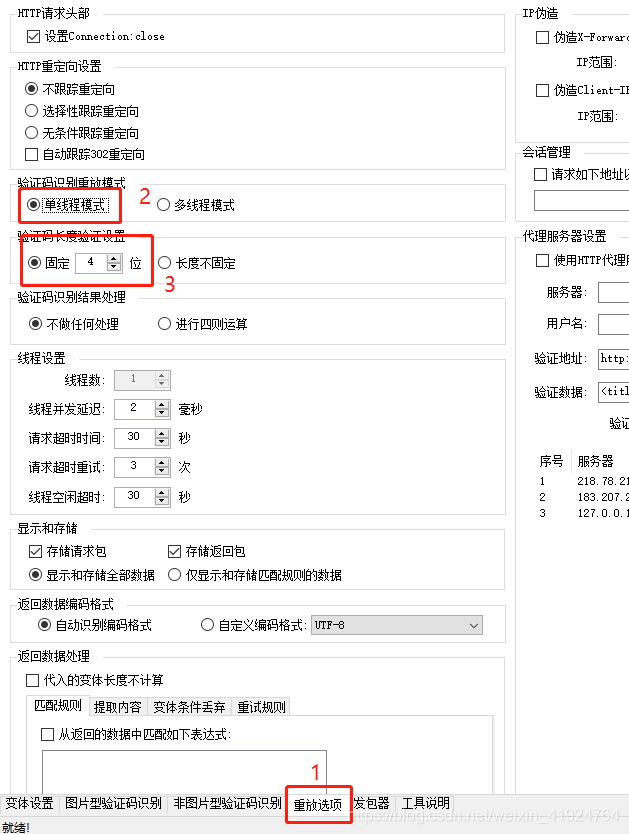 HTTP请求头部
设置Connection:close
HTTP重定向设置
不跟踪重定向
选择性跟踪重定向
无条件跟踪重定向
自动跟踪302重定向
验证码识别重放模式
单线程模式 2 多线程模式
验证码长度验证设置
固定 4 位 长度不固定
3
验证码识别结果处理
不做任何处理 进行四则运算
线程设置
线程数: 1
线程并发延迟: 2 毫秒
请求超时时间: 30 秒
请求超时重试: 3 次
线程空闲超时: 30 秒
显示和存储
存储请求包 存储返回包
显示和存储全部数据 仅显示和存储匹配规则的数据
返回数据编码格式
自动识别编码格式 自定义编码格式: UTF-8
返回数据处理
代入的变体长度不计算
匹配规则 提取内容 变体条件丢弃 重试规则
从返回的数据中匹配如下表达式:
IP伪造
伪造X-Forwar
IP范围:
伪造Client-IP
IP范围:
会话管理
请求如下地址以
代理服务器设置
使用HTTP代理
服务器:
用户名:
验证地址: http:
验证数据: <titl
验证
序号 服务器
1 218.78.21
2 183.207.2
3 127.0.0.1
1
变体设置 图片型验证码识别 非图片型验证码识别 重放选项 发包器 工具说明
https://blog.csdn.net/weixin_41924764
就绪!